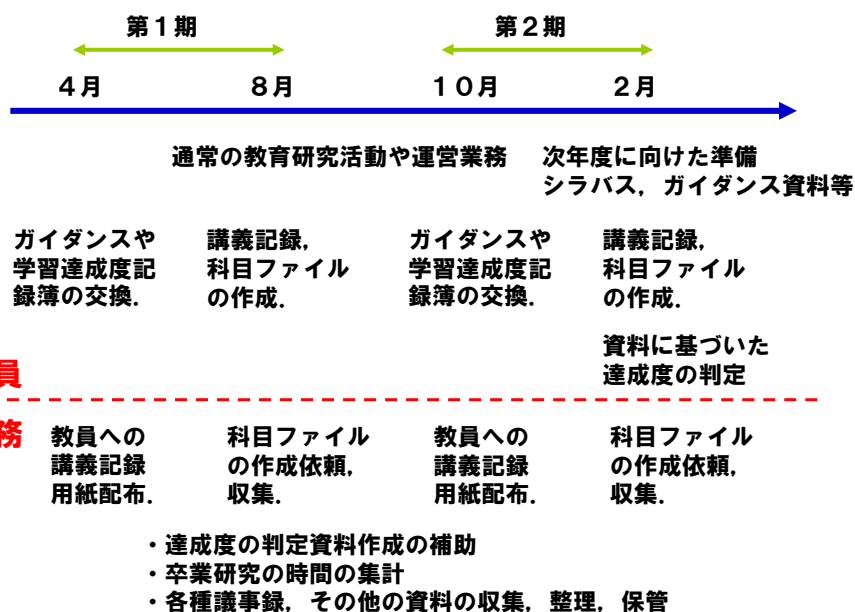 第１期
第２期
４月
８月
１０月
２月
通常の教育研究活動や運営業務
次年度に向けた準備
シラバス，ガイダンス資料等
ガイダンスや
学習達成度記
録簿の交換．
講義記録，
科目ファイル
の作成．
ガイダンスや
学習達成度記
録簿の交換．
講義記録，
科目ファイル
の作成．
資料に基づいた
達成度の判定
員
務
教員への
講義記録
用紙配布．
科目ファイル
の作成依頼，
収集．
教員への
講義記録
用紙配布．
科目ファイル
の作成依頼，
収集．
・達成度の判定資料作成の補助
・卒業研究の時間の集計
・各種議事録，その他の資料の収集，整理，保管